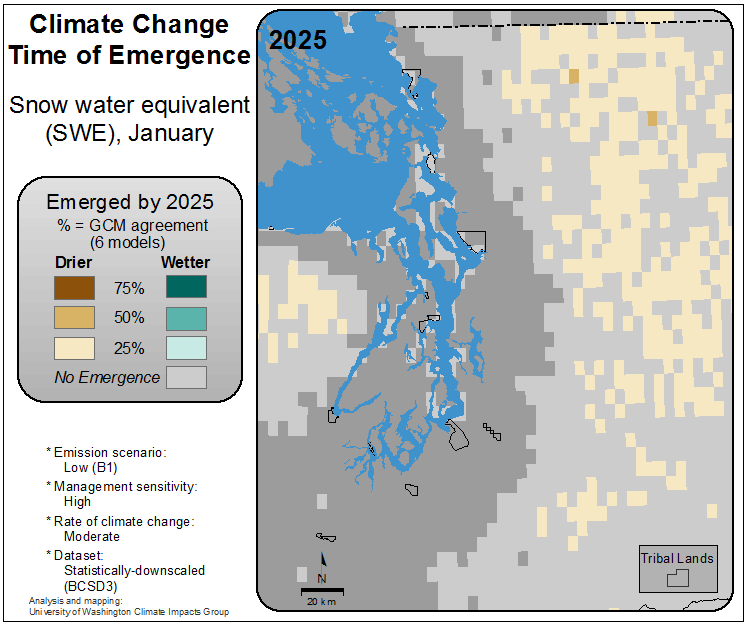 Climate Change
Time of Emergence
Snow water equivalent
(SWE), January
Emerged by 2025
% = GCM agreement
(6 models)
Drier Wetter
75%
50%
25%
No Emergence
* Emission scenario:
Low (B1)
* Management sensitivity:
High
* Rate of climate change:
Moderate
* Dataset:
Statistically-downscaled
(BCSD3)
Analysis and mapping:
University of Washington Climate Impacts Group
2025
N
20 km
Tribal Lands